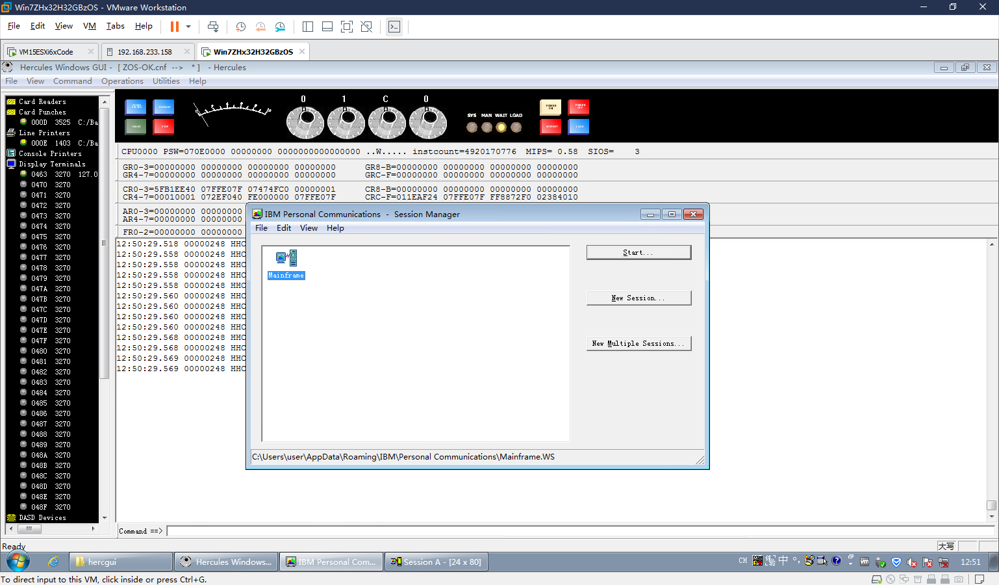 Win7ZHx32H32GBzOS - VMware Workstation
File Edit View VM Tabs Help
VM15ESXi6xCode
192.168.233.158
Win7ZHx32H32GBzOS
Hercules Windows GUI - [ ZOS-OK.cnf --> * ] - Hercules
File View Command Operations Utilities Help
Card Readers
Card Punches
000D 3525 C:/Ba
Line Printers
000E 1403 C:/Ba
Console Printers
Display Terminals
0463 3270 127.0
0470 3270
0471 3270
0472 3270
0473 3270
0474 3270
0475 3270
0476 3270
0477 3270
0478 3270
0479 3270
047A 3270
047B 3270
047C 3270
047D 3270
047E 3270
047F 3270
0480 3270
0481 3270
0482 3270
0483 3270
0484 3270
0485 3270
0486 3270
0487 3270
0488 3270
0489 3270
048A 3270
048B 3270
048C 3270
048D 3270
048E 3270
048F 3270
DASD Devices
0 1 C 0
SYS MAN WAIT LOAD
POWER ON
POWER OFF
CPU0000 PSW=070E0000 00000000 0000000000000000 ..W..... instcount=4920170776 MIPS= 0.58 SIOS= 3
GR0-3=00000000 00000000 00000000 00000000 GR8-B=00000000 00000000 00000000 00000000
GR4-7=00000000 00000000 00000000 00000000 GRC-F=00000000 00000000 00000000 00000000
CR0-3=5FB1EE40 07FFE07F 07474FC0 00000001 CR8-B=00000000 00000000 00000000 00000000
CR4-7=00010001 072EF040 FE000000 07FFE07F CRC-F=011EAF24 07FFE07F FF8872F0 02384010
AR0-3=00000000 00000000
AR4-7=00000000 00000000
FR0-2=00000000 00000000
12:50:29.518 00000248 HHC
12:50:29.558 00000248 HHC
12:50:29.558 00000248 HHC
12:50:29.558 00000248 HHC
12:50:29.558 00000248 HHC
12:50:29.560 00000248 HHC
12:50:29.560 00000248 HHC
12:50:29.560 00000248 HHC
12:50:29.560 00000248 HHC
12:50:29.568 00000248 HHC
12:50:29.568 00000248 HHC
12:50:29.569 00000248 HHC
12:50:29.569 00000248 HHC
IBM Personal Communications - Session Manager
File Edit View Help
Mainframe
Start...
New Session...
New Multiple Sessions...
C:\Users\user\AppData\Roaming\IBM\Personal Communications\Mainframe.WS
Command ==>
Ready
大写
hercgui
Hercules Windows...
IBM Personal Com...
Session A - [24 x 80]
CH
中
12:51
To direct input to this VM, click inside or press Ctrl+G.